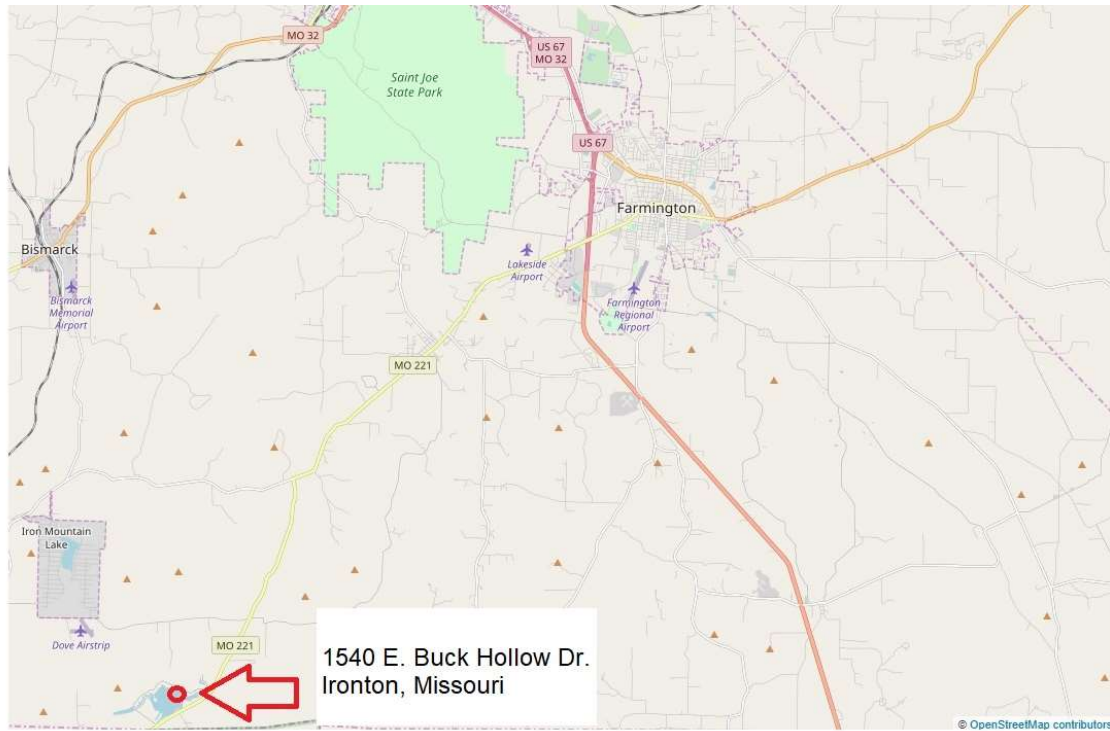 MO 32
US 67
MO 32
Saint Joe
State Park
US 67
Farmington
Bismarck
Lakeside
Airport
Bismarck
Memorial
Airport
Farmington
Regional
Airport
MO 221
Iron Mountain
Lake
Dove Airstrip
MO 221
1540 E. Buck Hollow Dr.
Ironton, Missouri
© OpenStreetMap contributors